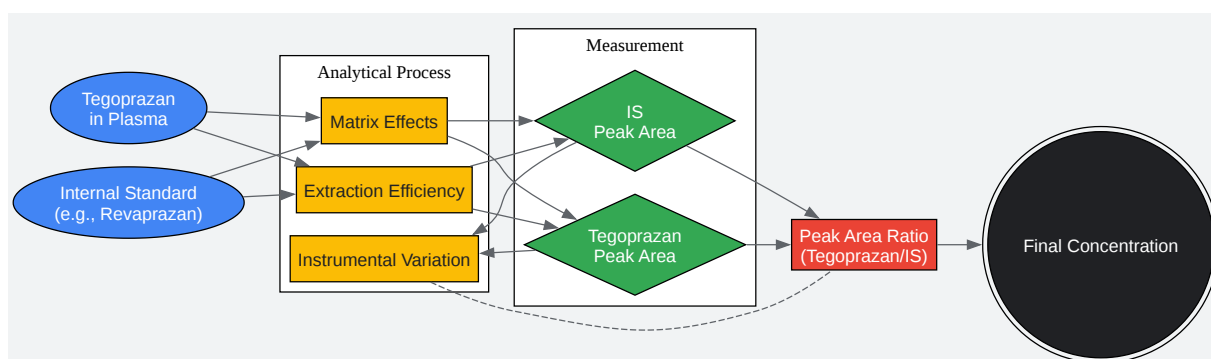 Tegoprazan
in Plasma
Internal Standard
(e.g., Revaprazan)
Analytical Process
Matrix Effects
Extraction Efficiency
Instrumental Variation
Measurement
IS
Peak Area
Tegoprazan
Peak Area
Peak Area Ratio
(Tegoprazan/IS)
Final Concentration